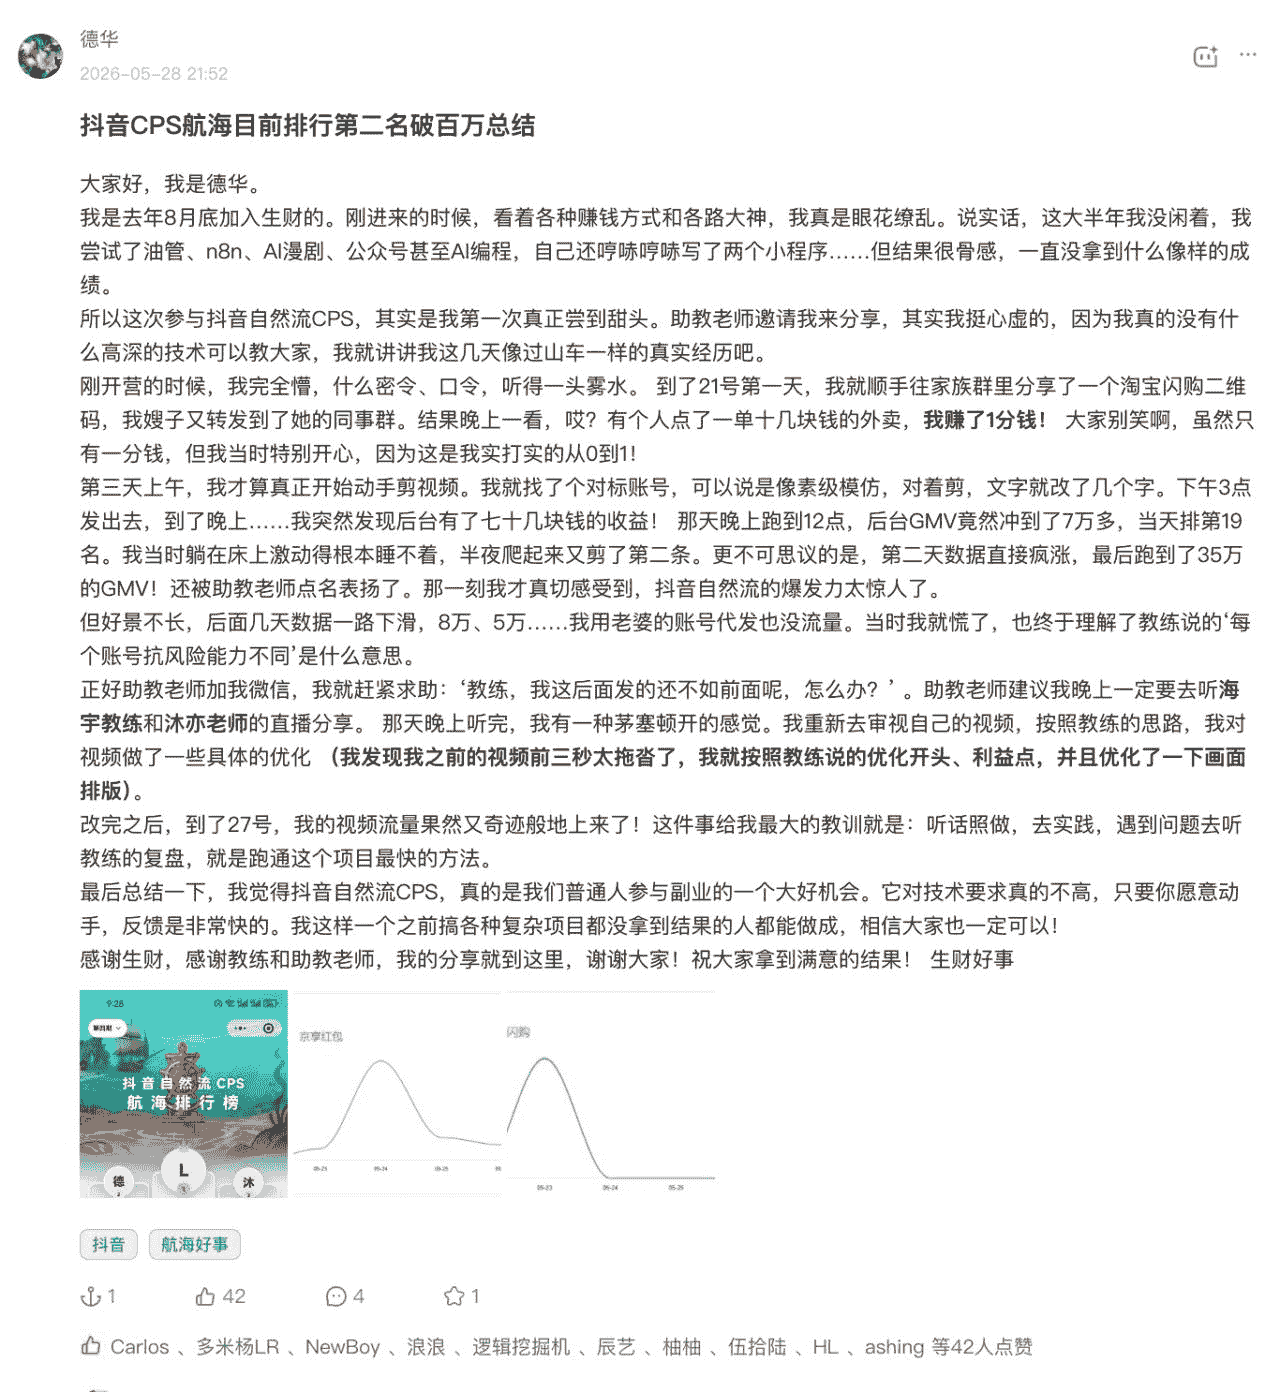 德华
2026-05-28 21:52
抖音CPS航海目前排行第二名破百万总结
大家好，我是德华。
我是去年8月底加入生财的。刚进来的时候，看着各种赚钱方式和各路大神，我真是眼花缭乱。说实话，这大半年我没闲着，我
尝试了油管、n8n、AI漫剧、公众号甚至AI编程，自己还哼哧哼哧写了两个小程序……但结果很骨感，一直没拿到什么像样的成
绩。
所以这次参与抖音自然流CPS，其实是我第一次真正尝到甜头。助教老师邀请我来分享，其实我挺心虚的，因为我真的没有什
么高深的技术可以教大家，我就讲讲我这几天像过山车一样的真实经历吧。
刚开营的时候，我完全懵，什么密令、口令，听得一头雾水。 到了21号第一天，我就顺手往家族群里分享了一个淘宝闪购二维
码，我嫂子又转发到了她的同事群。结果晚上一看，哎？有个人点了一单十几块钱的外卖，我赚了1分钱！ 大家别笑啊，虽然只
有一分钱，但我当时特别开心，因为这是我实打实的从0到1！
第三天上午，我才算真正开始动手剪视频。我就找了个对标账号，可以说是像素级模仿，对着剪，文字就改了几个字。下午3点
发出去，到了晚上……我突然发现后台有了七十几块钱的收益！ 那天晚上跑到12点，后台GMV竟然冲到了7万多，当天排第19
名。我当时躺在床上激动得根本睡不着，半夜爬起来又剪了第二条。更不可思议的是，第二天数据直接疯涨，最后跑到了35万
的GMV！还被助教老师点名表扬了。那一刻我才真切感受到，抖音自然流的爆发力太惊人了。
但好景不长，后面几天数据一路下滑，8万、5万……我用老婆的账号代发也没流量。当时我就慌了，也终于理解了教练说的‘每
个账号抗风险能力不同’是什么意思。
正好助教老师加我微信，我就赶紧求助：‘教练，我这后面发的还不如前面呢，怎么办？’ 。助教老师建议我晚上一定要去听海
宇教练和沐亦老师的直播分享。 那天晚上听完，我有一种茅塞顿开的感觉。我重新去审视自己的视频，按照教练的思路，我对
视频做了一些具体的优化 （我发现我之前的视频前三秒太拖沓了，我就按照教练说的优化开头、利益点，并且优化了一下画面
排版）。
改完之后，到了27号，我的视频流量果然又奇迹般地上来了！这件事给我最大的教训就是：听话照做，去实践，遇到问题去听
教练的复盘，就是跑通这个项目最快的方法。
最后总结一下，我觉得抖音自然流CPS，真的是我们普通人参与副业的一个大好机会。它对技术要求真的不高，只要你愿意动
手，反馈是非常快的。我这样一个之前搞各种复杂项目都没拿到结果的人都能做成，相信大家也一定可以！
感谢生财，感谢教练和助教老师，我的分享就到这里，谢谢大家！祝大家拿到满意的结果！ 生财好事
9:28
第四期
抖音自然流CPS
航海排行榜
L
德
沐
京享红包
05-23 05-24 05-25
闪购
05-23 05-24 05-25
抖音
航海好事
1 42 4 1
Carlos 、多米杨LR 、NewBoy 、浪浪 、逻辑挖掘机 、辰艺 、柚柚 、伍拾陆 、HL 、ashing 等42人点赞